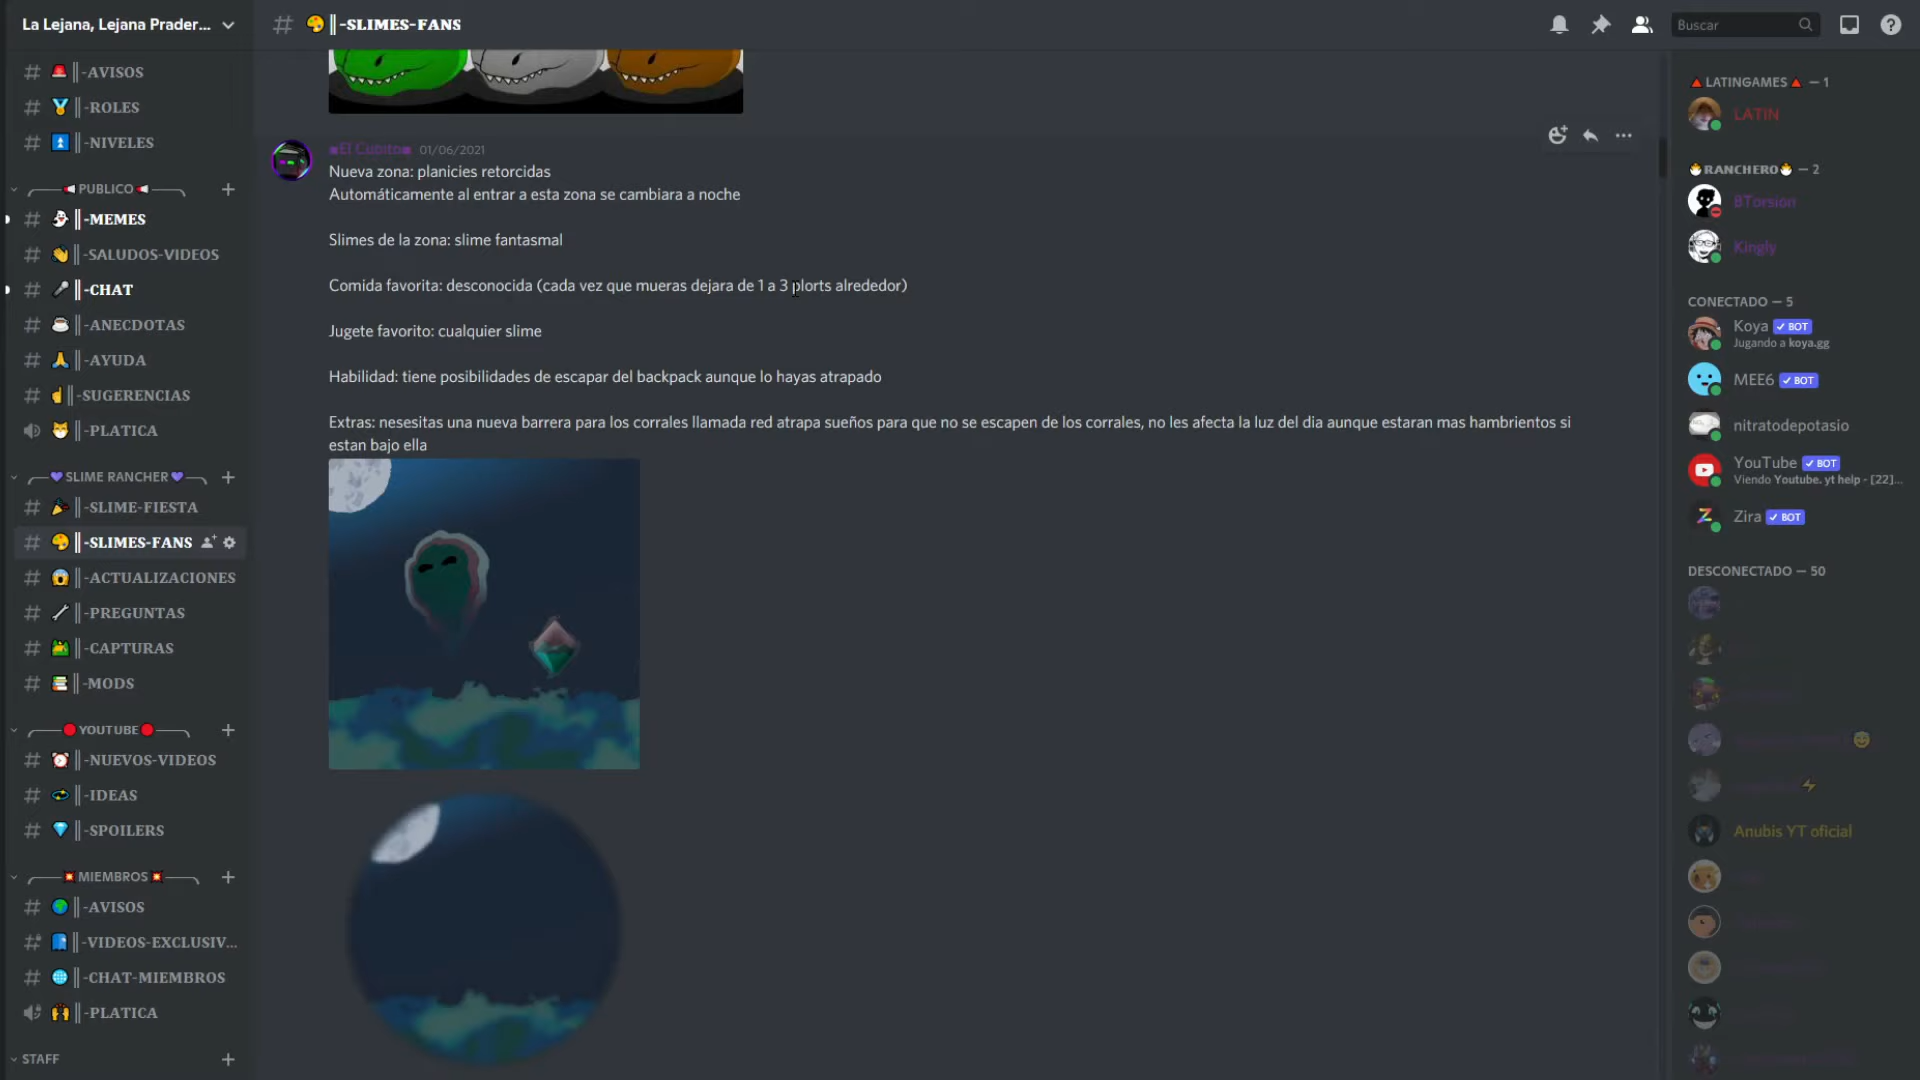 La Lejana, Lejana Prader...
-AVISOS
-ROLES
-NIVELES
PUBLICO
-MEMES
-SALUDOS-VIDEOS
-CHAT
-ANECDOTAS
-AYUDA
-SUGERENCIAS
-PLATICA
SLIME RANCHER
-SLIME-FIESTA
-SLIMES-FANS
-ACTUALIZACIONES
-PREGUNTAS
-CAPTURAS
-MODS
YOUTUBE
-NUEVOS-VIDEOS
-IDEAS
-SPOILERS
MIEMBROS
-AVISOS
-VIDEOS-EXCLUSIV...
-CHAT-MIEMBROS
-PLATICA
STAFF
-SLIMES-FANS
Buscar
El Cubito 01/06/2021
Nueva zona: planicies retorcidas
Automáticamente al entrar a esta zona se cambiara a noche
Slimes de la zona: slime fantasmal
Comida favorita: desconocida (cada vez que mueras dejara de 1 a 3 plorts alrededor)
Jugete favorito: cualquier slime
Habilidad: tiene posibilidades de escapar del backpack aunque lo hayas atrapado
Extras: nesesitas una nueva barrera para los corrales llamada red atrapa sueños para que no se escapen de los corrales, no les afecta la luz del dia aunque estaran mas hambrientos si
estan bajo ella
LATINGAMES — 1
LATIN
RANCHERO — 2
BTorsion
Kingly
CONECTADO — 5
Koya BOT
Jugando a koya.gg
MEE6 BOT
nitratodepotasio
YouTube BOT
Viendo Youtube. yt help - [22]...
Zira BOT
DESCONECTADO — 50
Anubis YT oficial